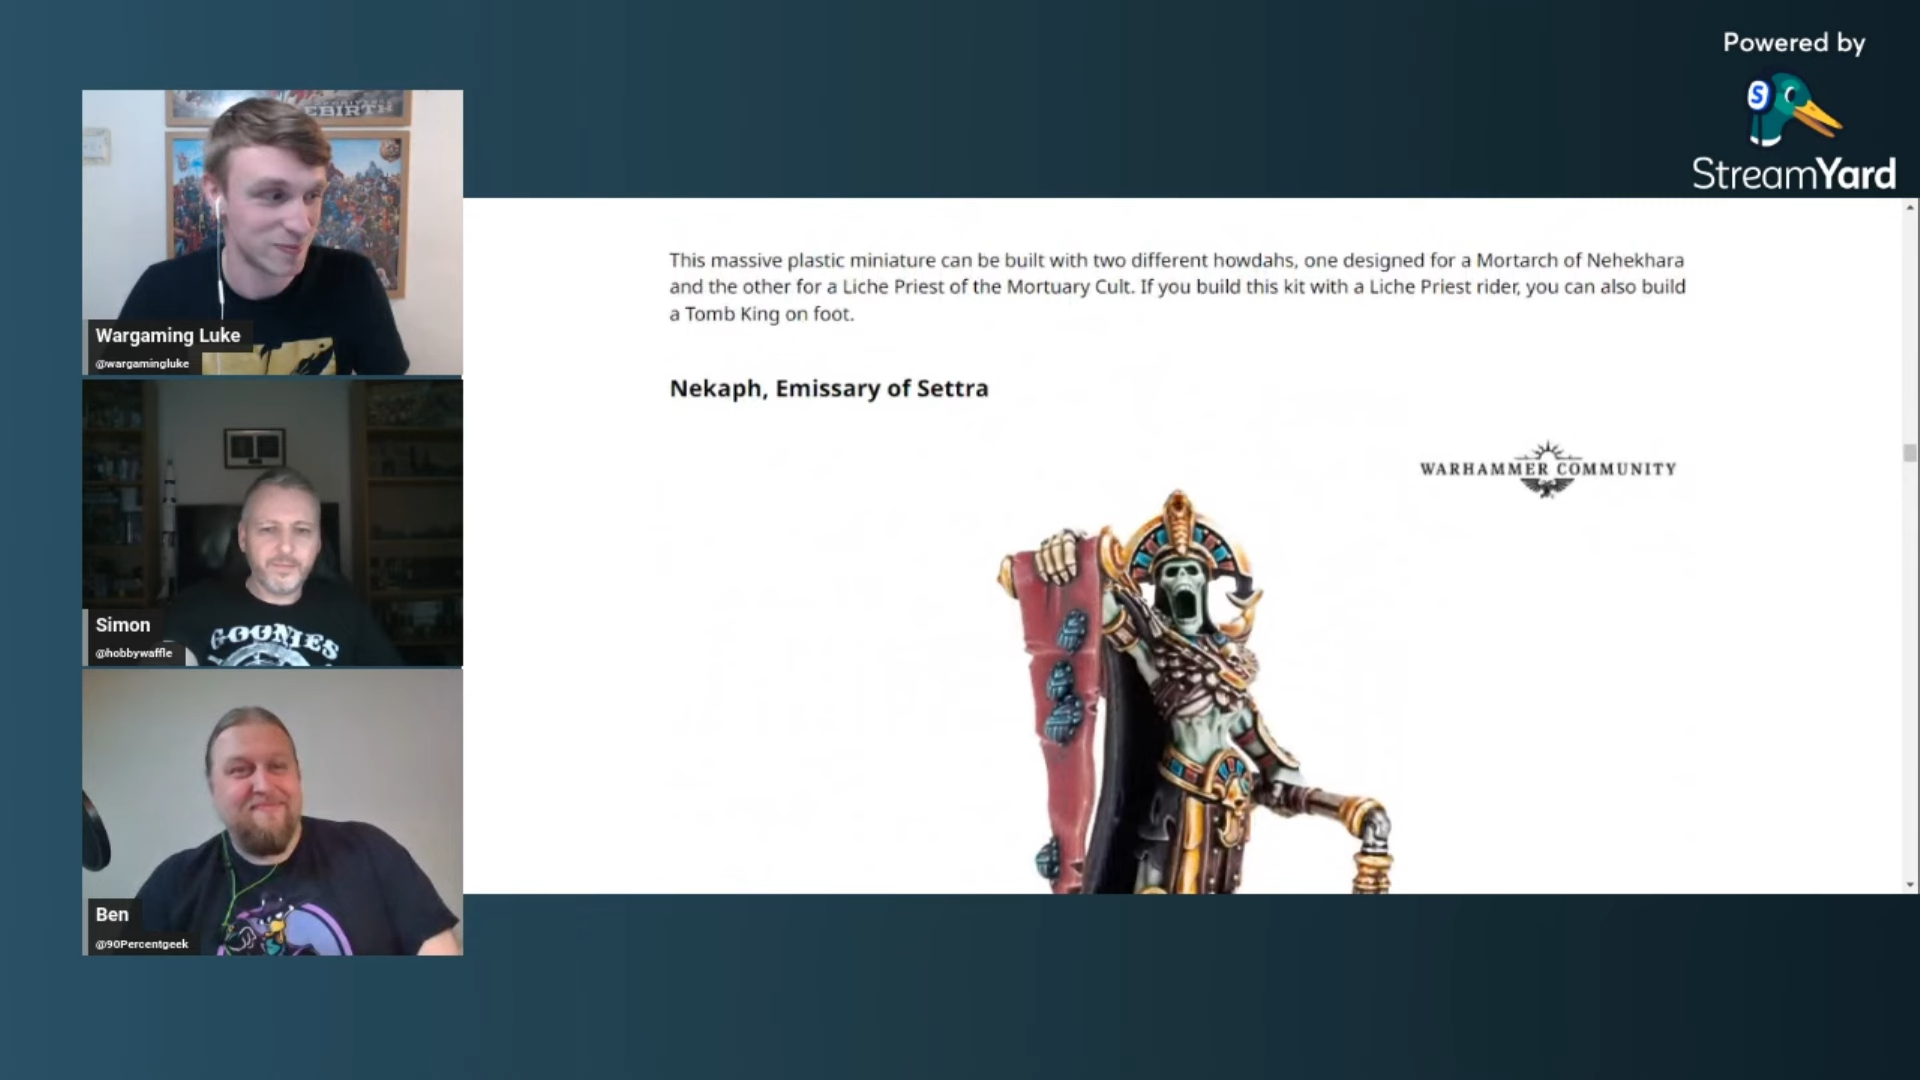 Powered by
StreamYard
EBIRTH
Wargaming Luke
@wargamingluke
GOONIES
Simon
@hobbywaffle
Ben
@90Percentgeek
This massive plastic miniature can be built with two different howdahs, one designed for a Mortarch of Nehekhara
and the other for a Liche Priest of the Mortuary Cult. If you build this kit with a Liche Priest rider, you can also build
a Tomb King on foot.
Nekaph, Emissary of Settra
WARHAMMER COMMUNITY